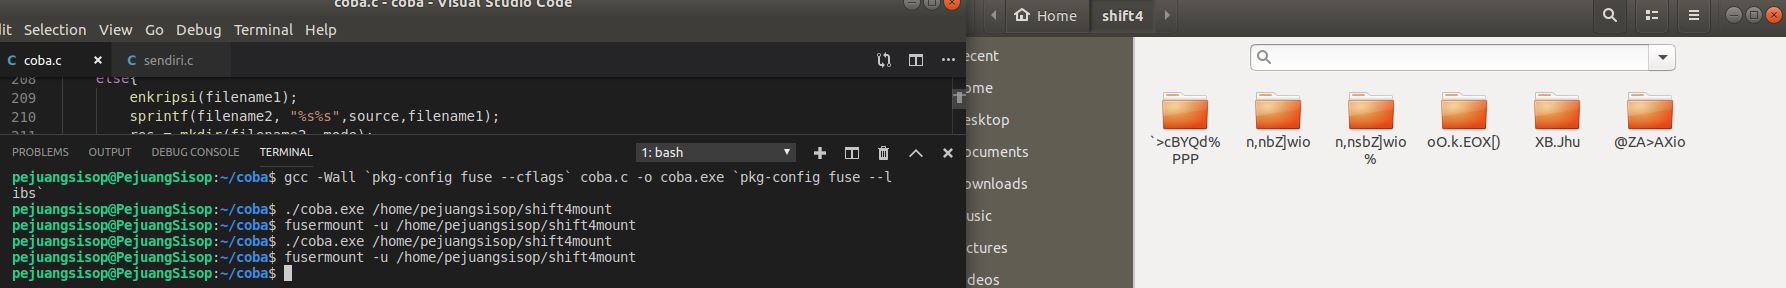 coba.c - coba - Visual Studio Code
dit Selection View Go Debug Terminal Help
coba.c
sendiri.c
208 else{
209 enkripsi(filename1);
210 sprintf(filename2, "%s%s",source,filename1);
211 res = mkdir(filename2, mode);
PROBLEMS OUTPUT DEBUG CONSOLE TERMINAL
1: bash
pejuangsisop@PejuangSisop:~/coba$ gcc -Wall `pkg-config fuse --cflags` coba.c -o coba.exe `pkg-config fuse --l
ibs`
pejuangsisop@PejuangSisop:~/coba$ ./coba.exe /home/pejuangsisop/shift4mount
pejuangsisop@PejuangSisop:~/coba$ fusermount -u /home/pejuangsisop/shift4mount
pejuangsisop@PejuangSisop:~/coba$ ./coba.exe /home/pejuangsisop/shift4mount
pejuangsisop@PejuangSisop:~/coba$ fusermount -u /home/pejuangsisop/shift4mount
pejuangsisop@PejuangSisop:~/coba$
Home shift4
ecent
ome
esktop
ocuments
ownloads
usic
ctures
deos
`>cBYQd%
PPP
n,nbZ]wio
n,nsbZ]wio
%
oO.k.EOX[)
XB.Jhu
@ZA>AXio